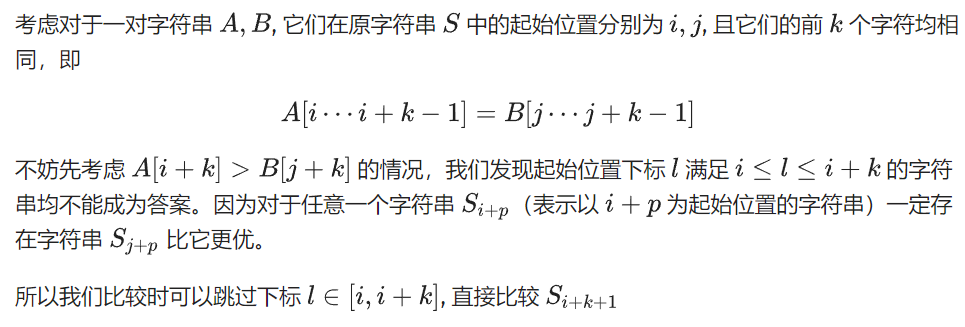 考虑对于一对字符串 A, B, 它们在原字符串 S 中的起始位置分别为 i, j, 且它们的前 k 个字符均相
同，即
A[i ⋯ i + k − 1] = B[j ⋯ j + k − 1]
不妨先考虑 A[i + k] > B[j + k] 的情况，我们发现起始位置下标 l 满足 i ≤ l ≤ i + k 的字符
串均不能成为答案。因为对于任意一个字符串 S_{i+p}（表示以 i + p 为起始位置的字符串）一定存
在字符串 S_{j+p} 比它更优。
所以我们比较时可以跳过下标 l ∈ [i, i + k], 直接比较 S_{i+k+1}